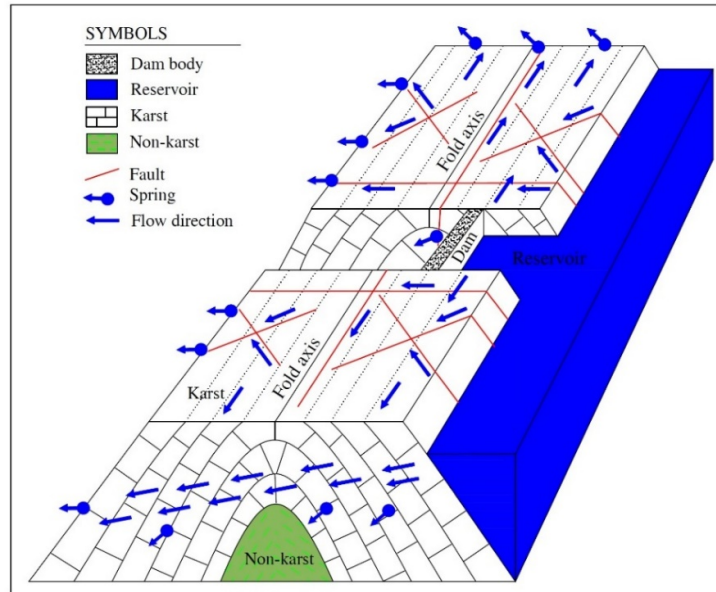 SYMBOLS
Dam body
Reservoir
Karst
Non-karst
Fault
Spring
Flow direction
Fold axis
Dam
Reservoir
Fold axis
Karst
Non-karst